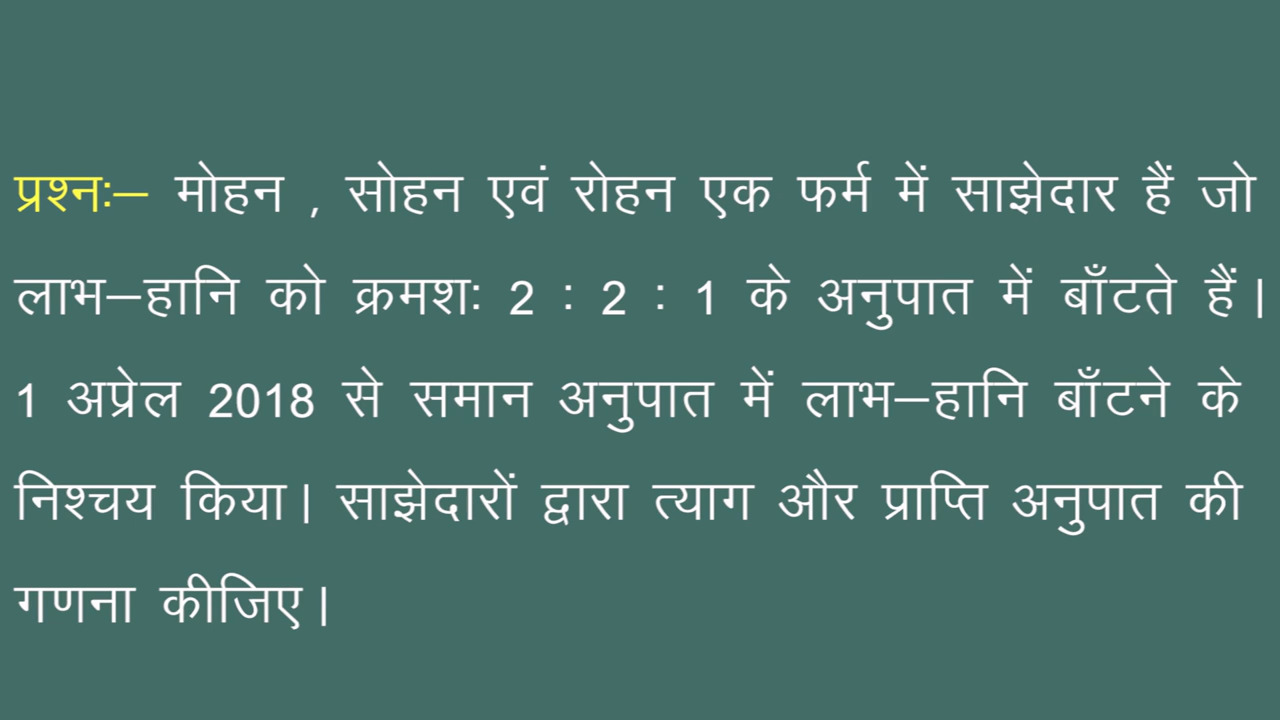 प्रश्नः— मोहन , सोहन एवं रोहन एक फर्म में साझेदार हैं जो
लाभ—हानि को क्रमशः 2 : 2 : 1 के अनुपात में बाँटते हैं।
1 अप्रेल 2018 से समान अनुपात में लाभ—हानि बाँटने के
निश्चय किया। साझेदारों द्वारा त्याग और प्राप्ति अनुपात की
गणना कीजिए।